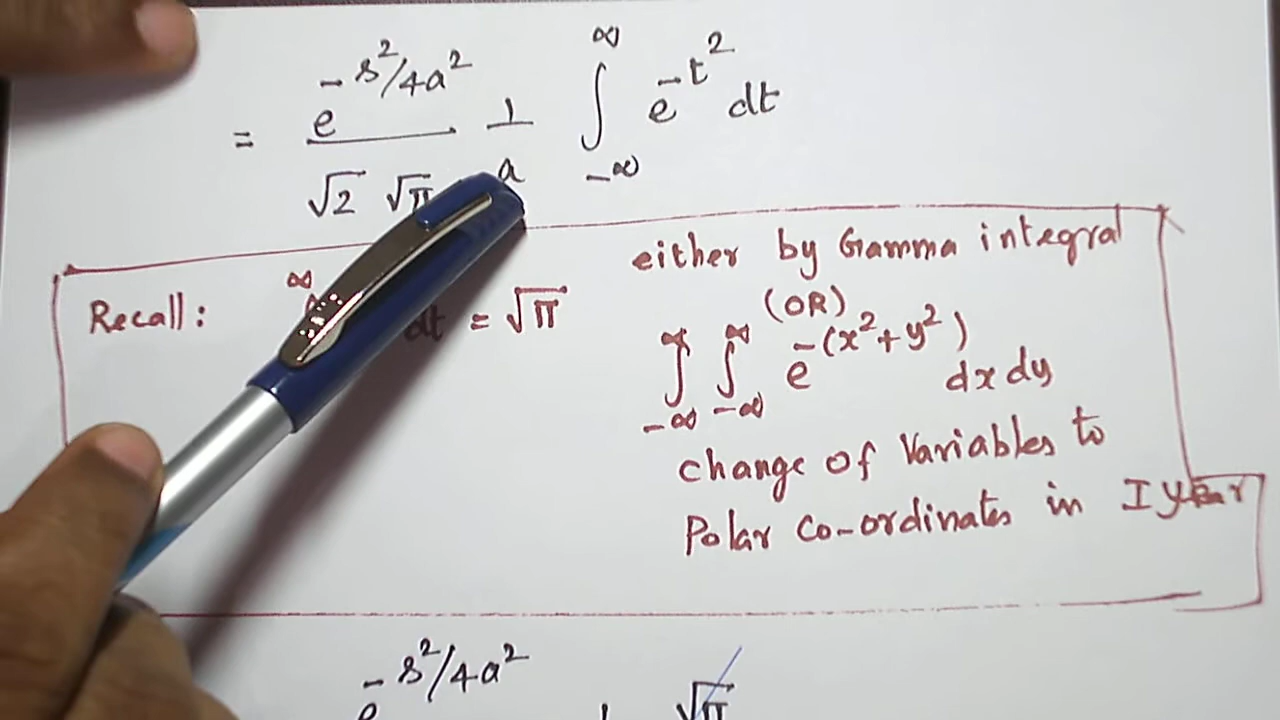 = e^{-s²/4a²} / √2 √π · 1/a ∫_{-∞}^{∞} e^{-t²} dt
Recall: ∞ dt = √π
either by Gamma integral
(OR)
∫_{-∞}^{∞} ∫_{-∞}^{∞} e^{-(x²+y²)} dx dy
change of Variables to
Polar Co-ordinates in I year
e^{-s²/4a²} 1 √π